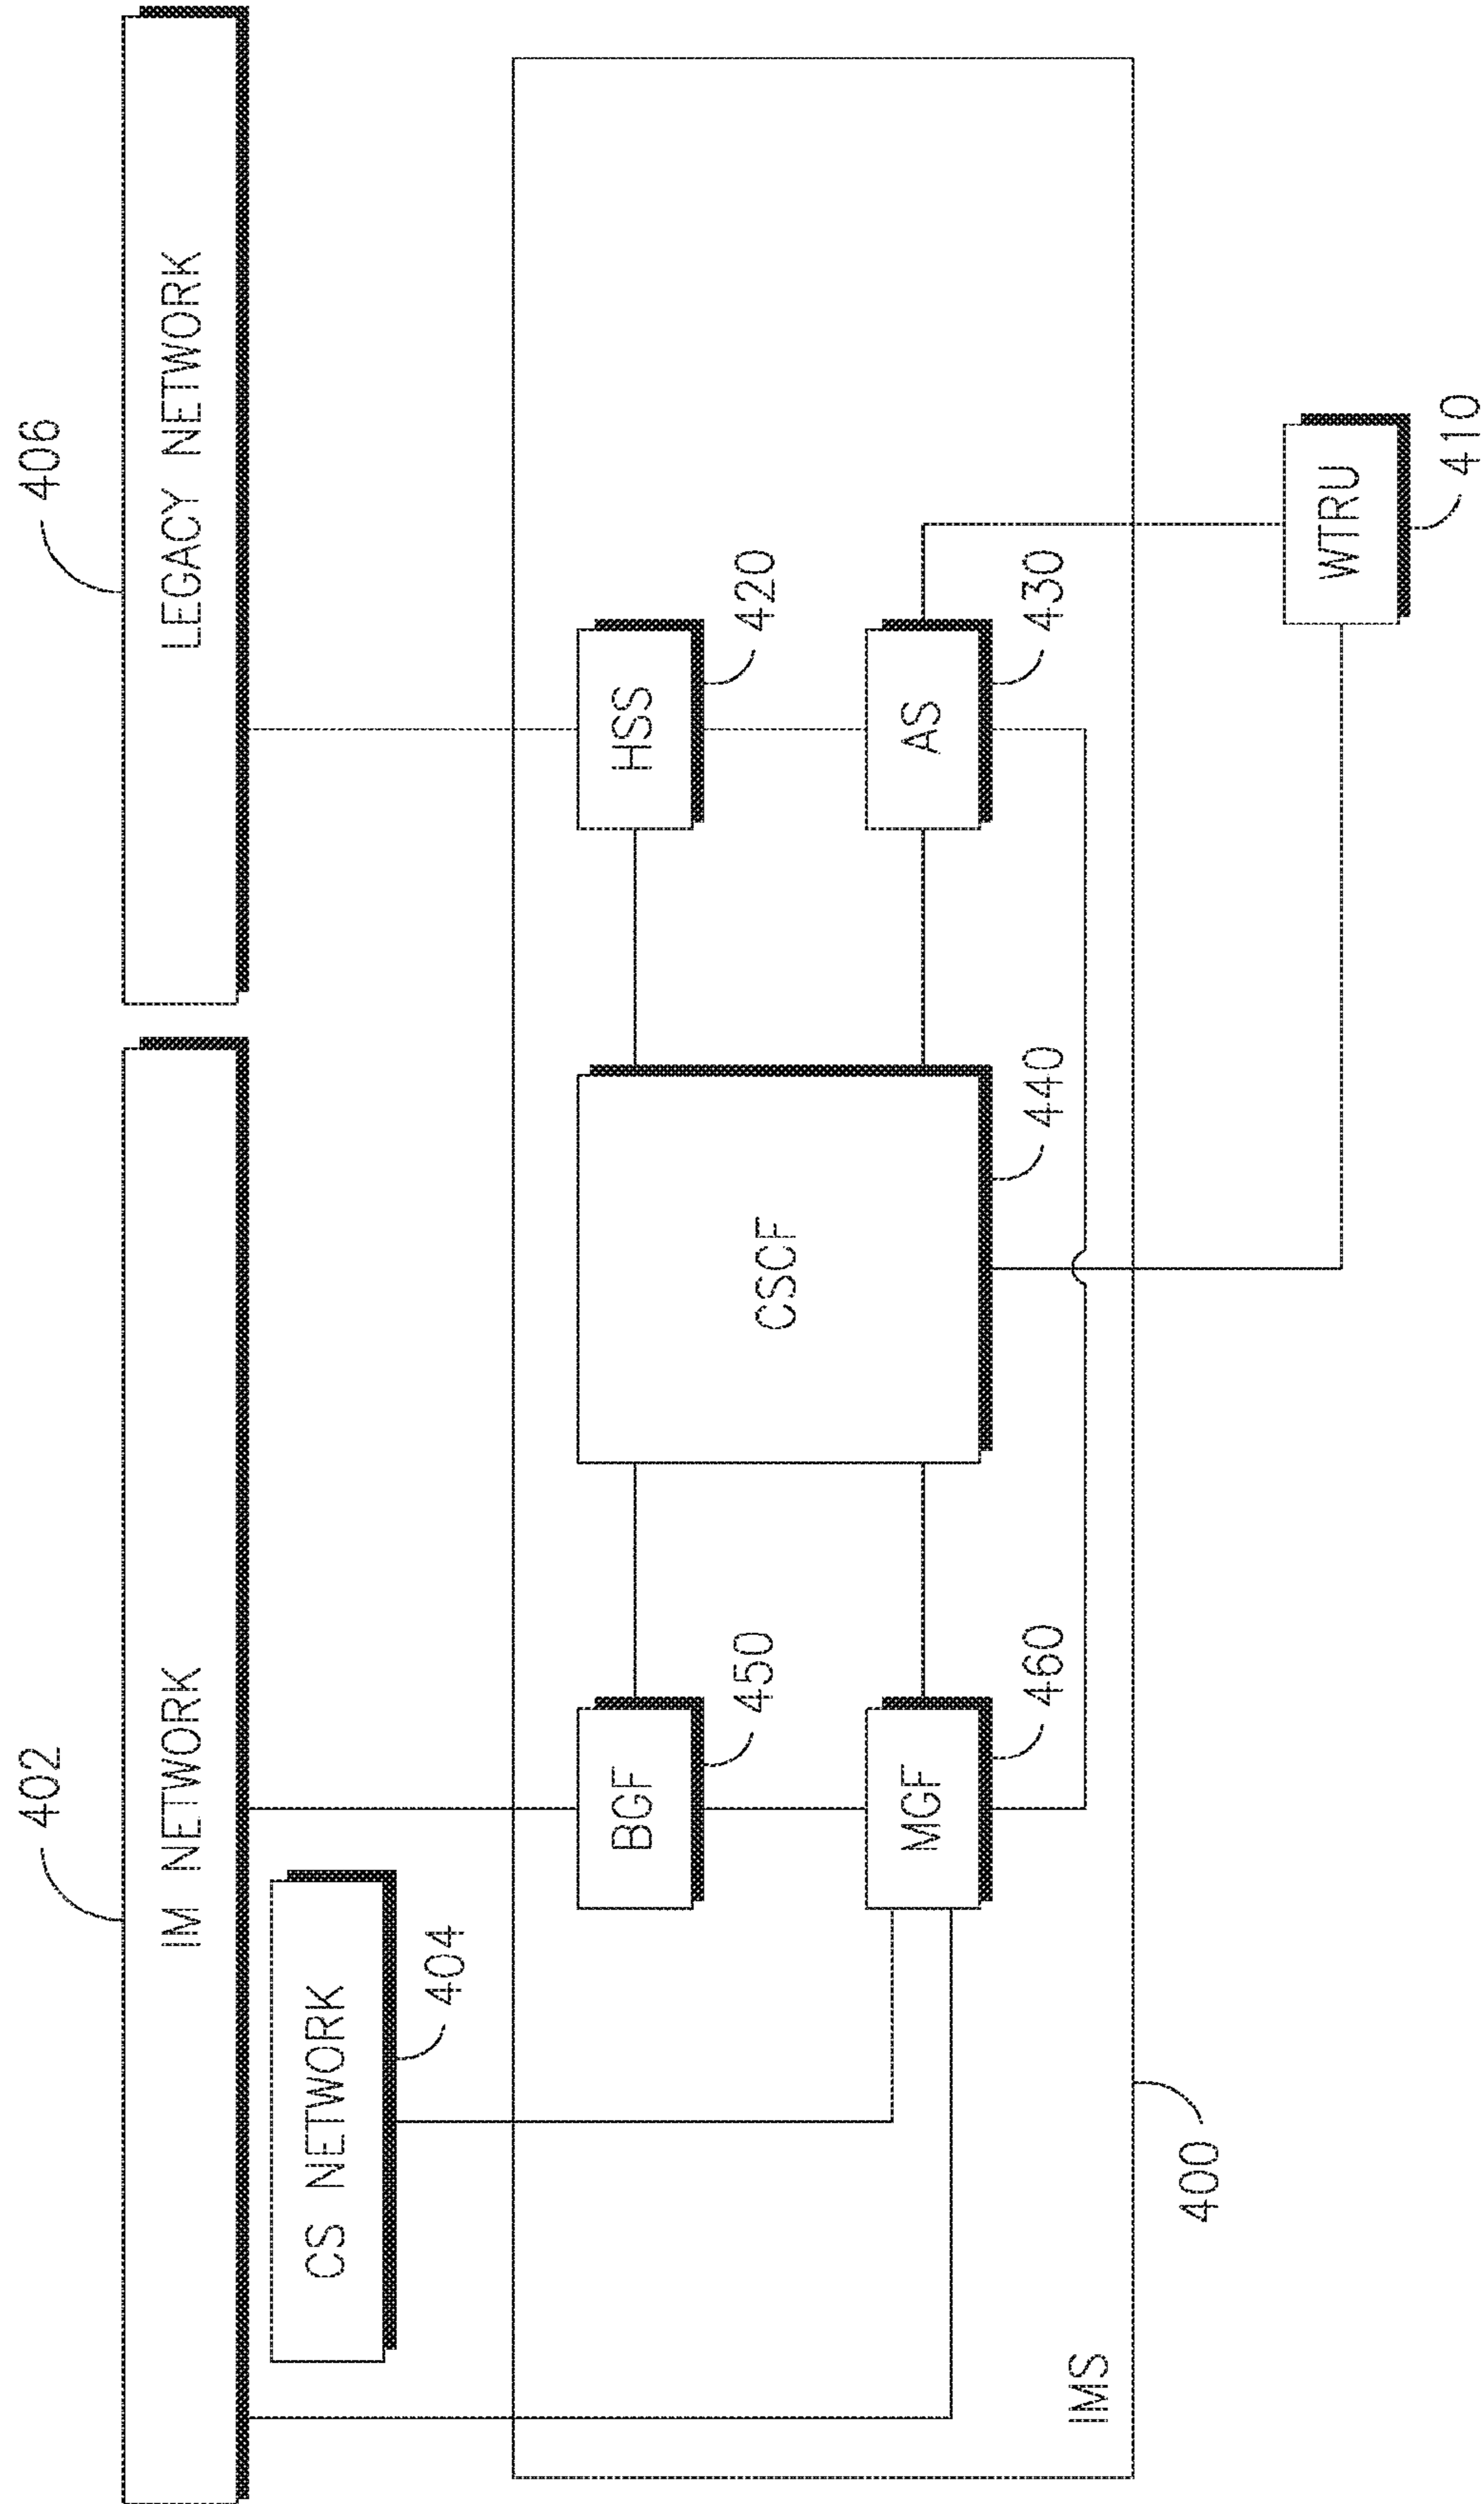 402
406
IM NETWORK
LEGACY NETWORK
CS NETWORK
404
BGF
450
HSS
420
CSCF
MGF
460
440
AS
430
IMS
400
WTRU
410